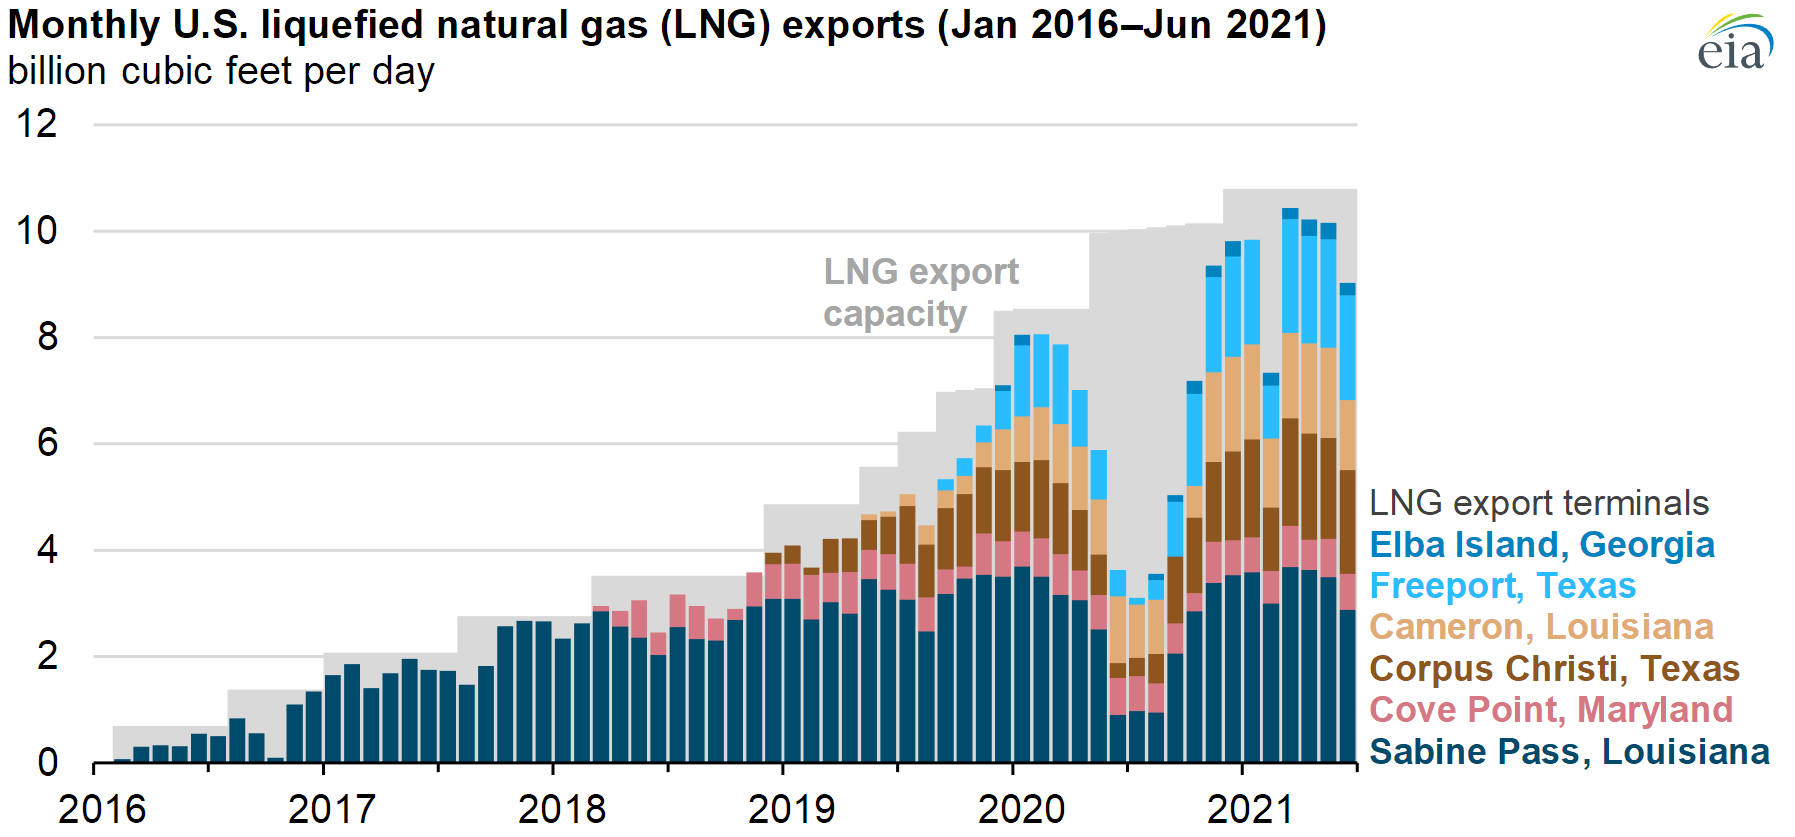 Monthly U.S. liquefied natural gas (LNG) exports (Jan 2016–Jun 2021)
billion cubic feet per day
eia
12
10
8
6
4
2
0
LNG export
capacity
LNG export terminals
Elba Island, Georgia
Freeport, Texas
Cameron, Louisiana
Corpus Christi, Texas
Cove Point, Maryland
Sabine Pass, Louisiana
2016 2017 2018 2019 2020 2021